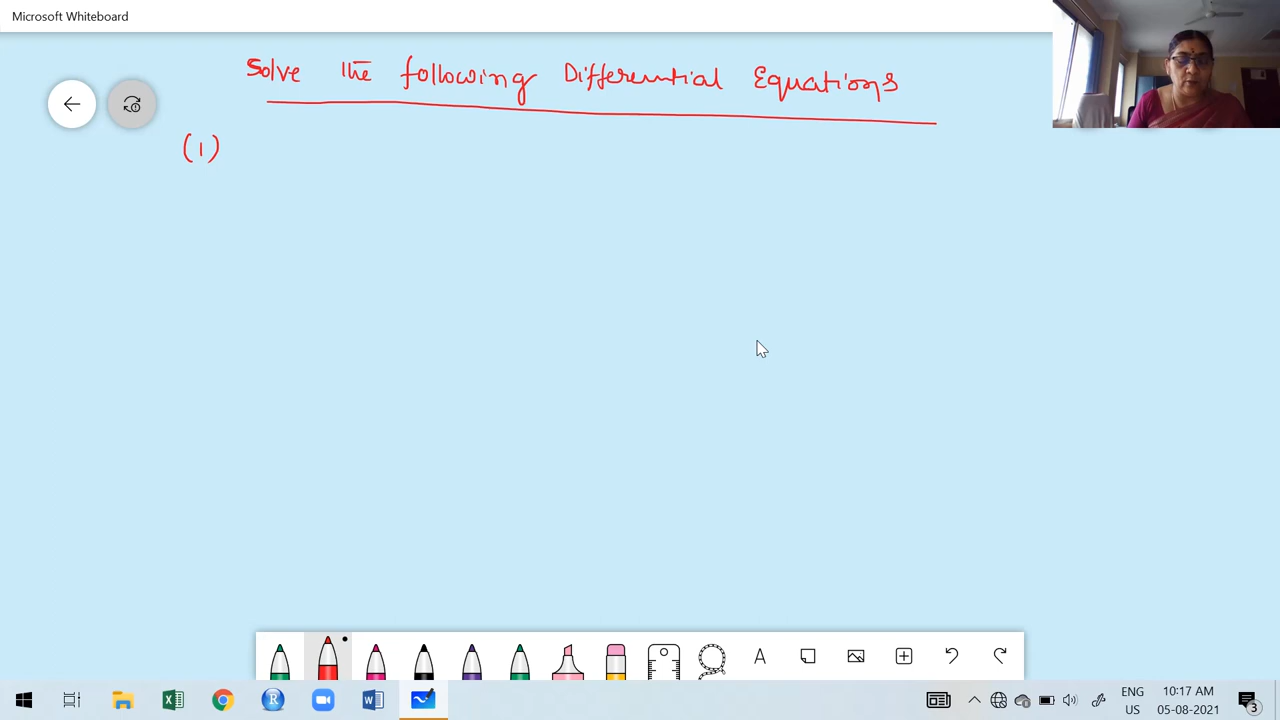 Microsoft Whiteboard
Solve the following Differential Equations
(1)
A
ENG
US
10:17 AM
05-08-2021
3